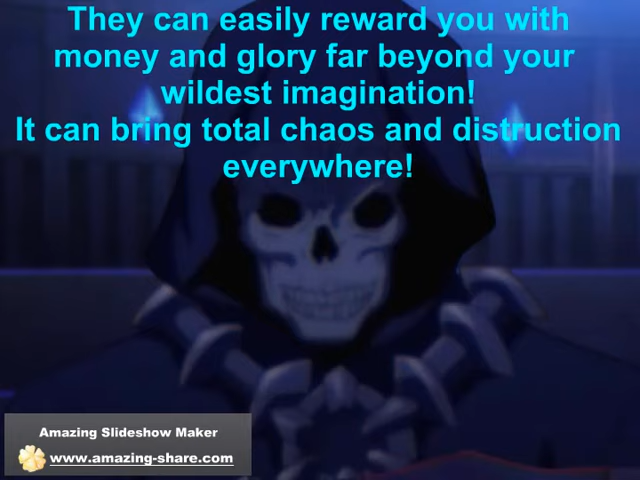 They can easily reward you with
money and glory far beyond your
wildest imagination!
It can bring total chaos and distruction
everywhere!
Amazing Slideshow Maker
www.amazing-share.com